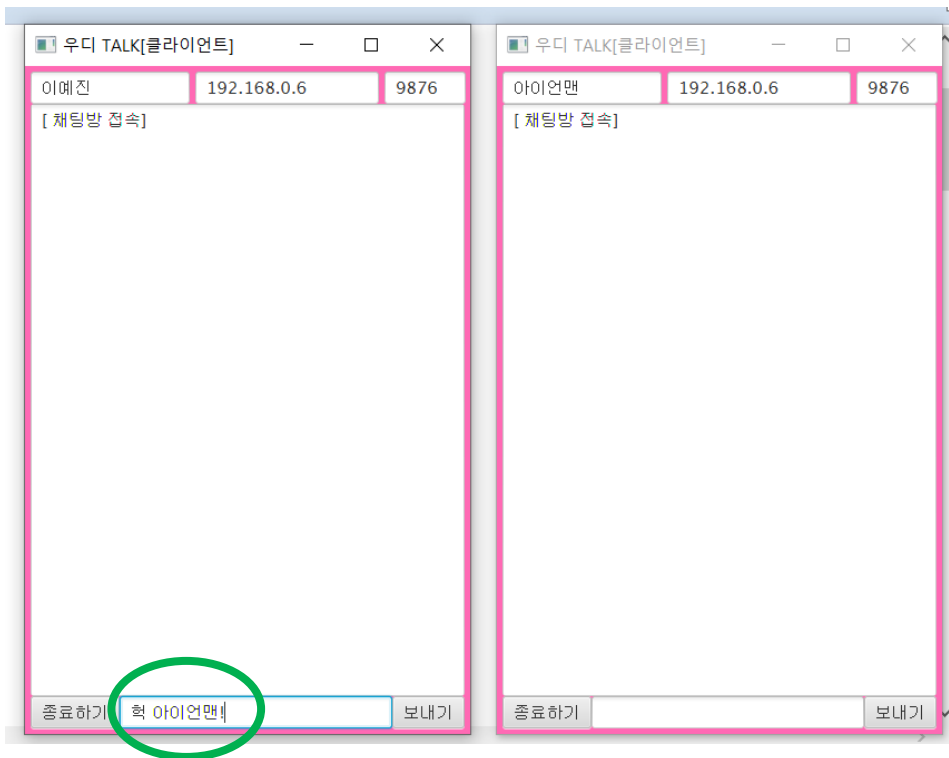 우디 TALK[클라이언트]
이예진 192.168.0.6 9876
[ 채팅방 접속]
종료하기 헉 아이언맨! 보내기
우디 TALK[클라이언트]
아이언맨 192.168.0.6 9876
[ 채팅방 접속]
종료하기 보내기